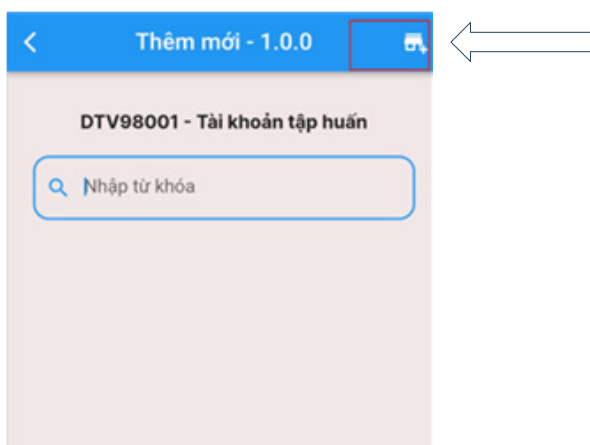 Thêm mới - 1.0.0
DTV98001 - Tài khoản tập huấn
Nhập từ khóa